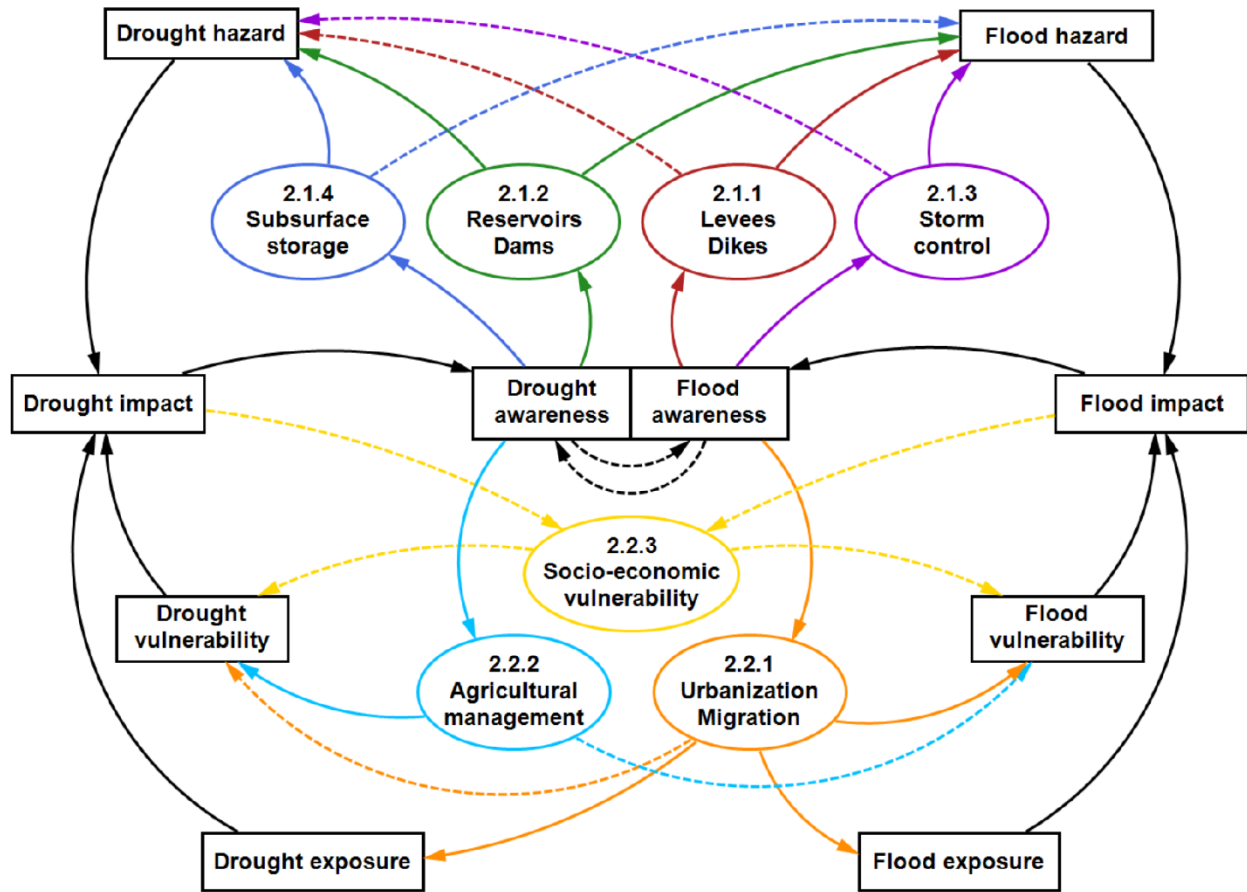 Drought hazard
Flood hazard
2.1.4
Subsurface
storage
2.1.2
Reservoirs
Dams
2.1.1
Levees
Dikes
2.1.3
Storm
control
Drought impact
Drought
awareness
Flood
awareness
Flood impact
2.2.3
Socio-economic
vulnerability
Drought
vulnerability
Flood
vulnerability
2.2.2
Agricultural
management
2.2.1
Urbanization
Migration
Drought exposure
Flood exposure